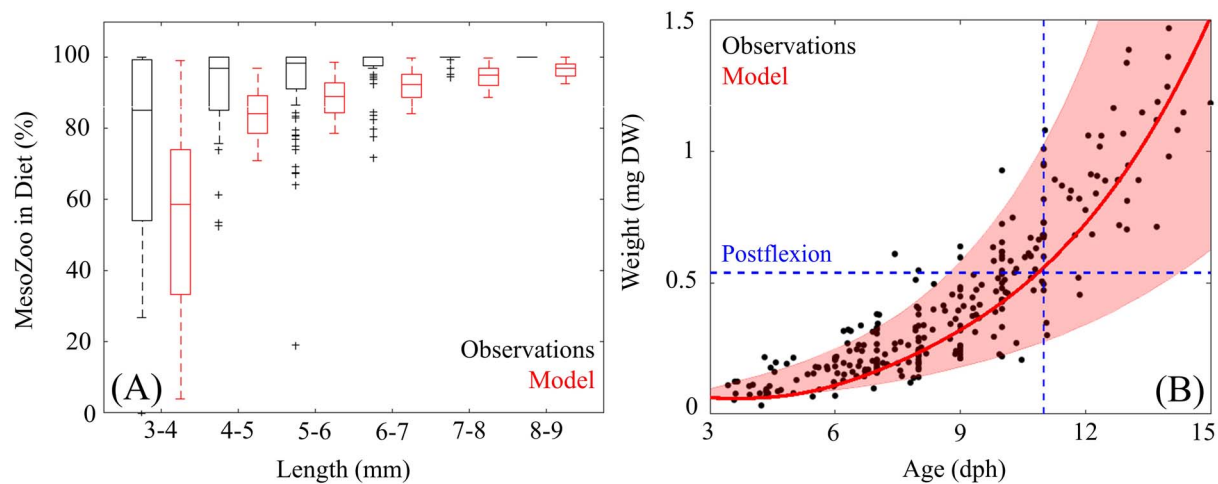 MesoZoo in Diet (%)
100
80
60
40
20
0
Observations
Model
(A)
3-4
4-5
5-6
6-7
7-8
8-9
Length (mm)
Weight (mg DW)
1.5
1
0.5
0
Observations
Model
Postflexion
(B)
3
6
9
12
15
Age (dph)